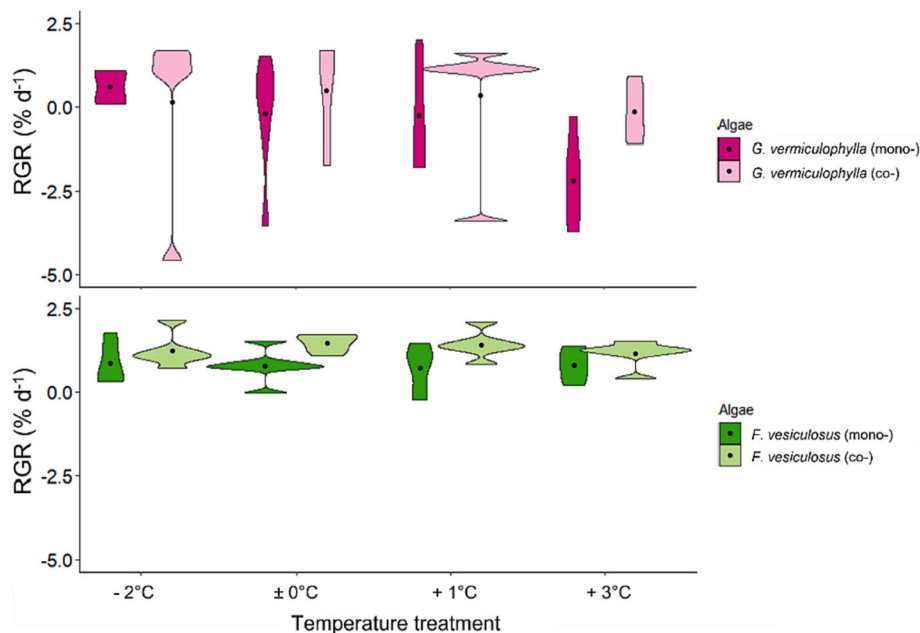 2.5
0.0
-2.5
-5.0
RGR (% d⁻¹)
Algae
G. vermiculophylla (mono-)
G. vermiculophylla (co-)
2.5
0.0
-2.5
-5.0
RGR (% d⁻¹)
Algae
F. vesiculosus (mono-)
F. vesiculosus (co-)
- 2°C
± 0°C
+ 1°C
+ 3°C
Temperature treatment